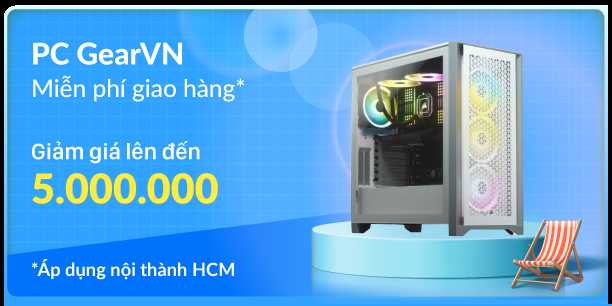 PC GearVN
Miễn phí giao hàng*
Giảm giá lên đến
5.000.000
*Áp dụng nội thành HCM